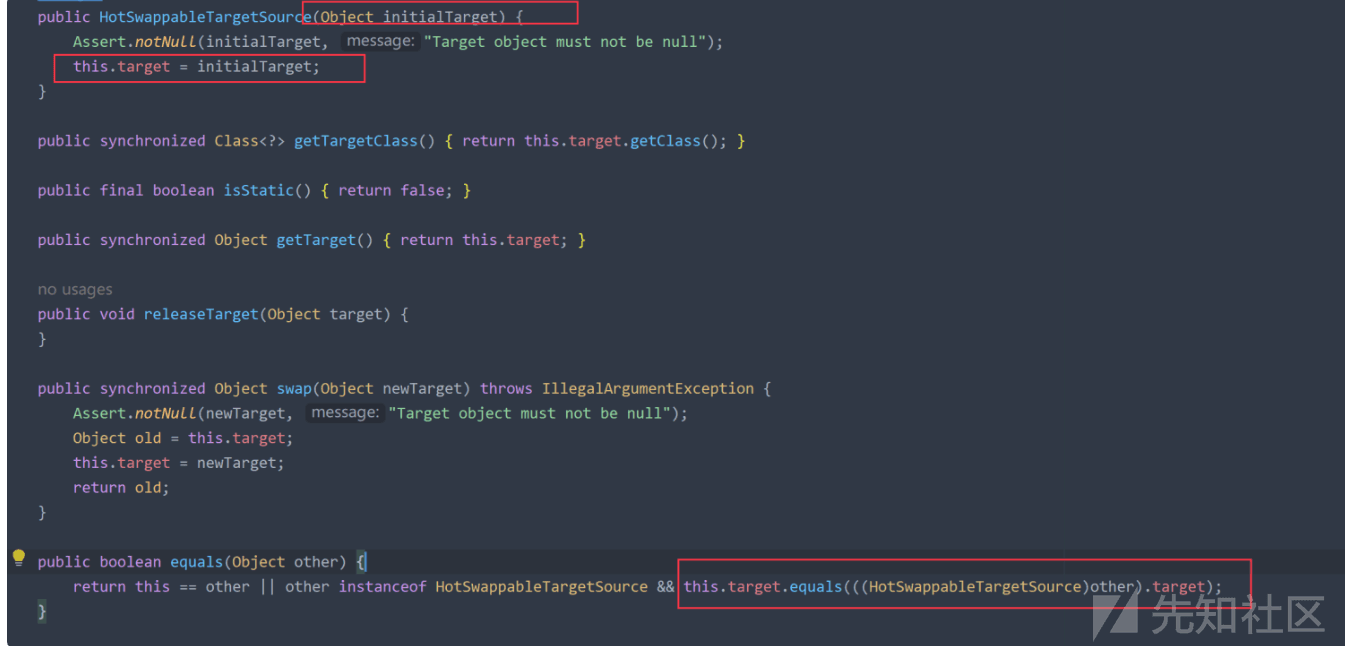 public HotSwappableTargetSource(Object initialTarget) {
Assert.notNull(initialTarget, message: "Target object must not be null");
this.target = initialTarget;
}
public synchronized Class<?> getTargetClass() { return this.target.getClass(); }
public final boolean isStatic() { return false; }
public synchronized Object getTarget() { return this.target; }
no usages
public void releaseTarget(Object target) {
}
public synchronized Object swap(Object newTarget) throws IllegalArgumentException {
Assert.notNull(newTarget, message: "Target object must not be null");
Object old = this.target;
this.target = newTarget;
return old;
}
public boolean equals(Object other) {
return this == other || other instanceof HotSwappableTargetSource && this.target.equals(((HotSwappableTargetSource)other).target);
}
先知社区